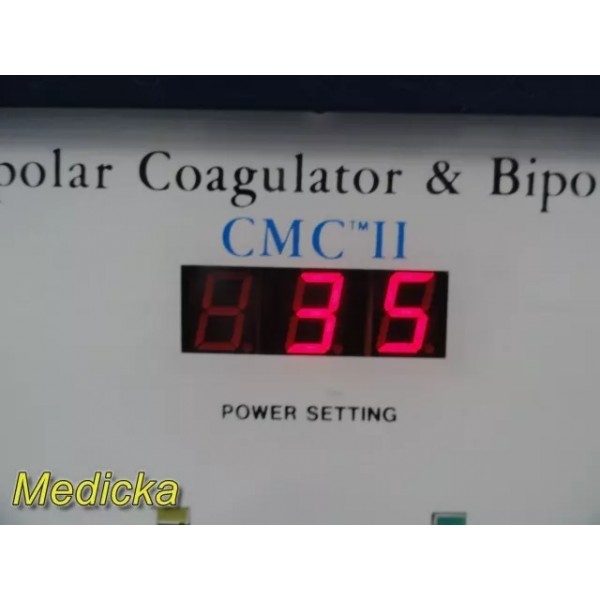 polar Coagulator & Bipo
CMC™II
35
POWER SETTING
Medicka